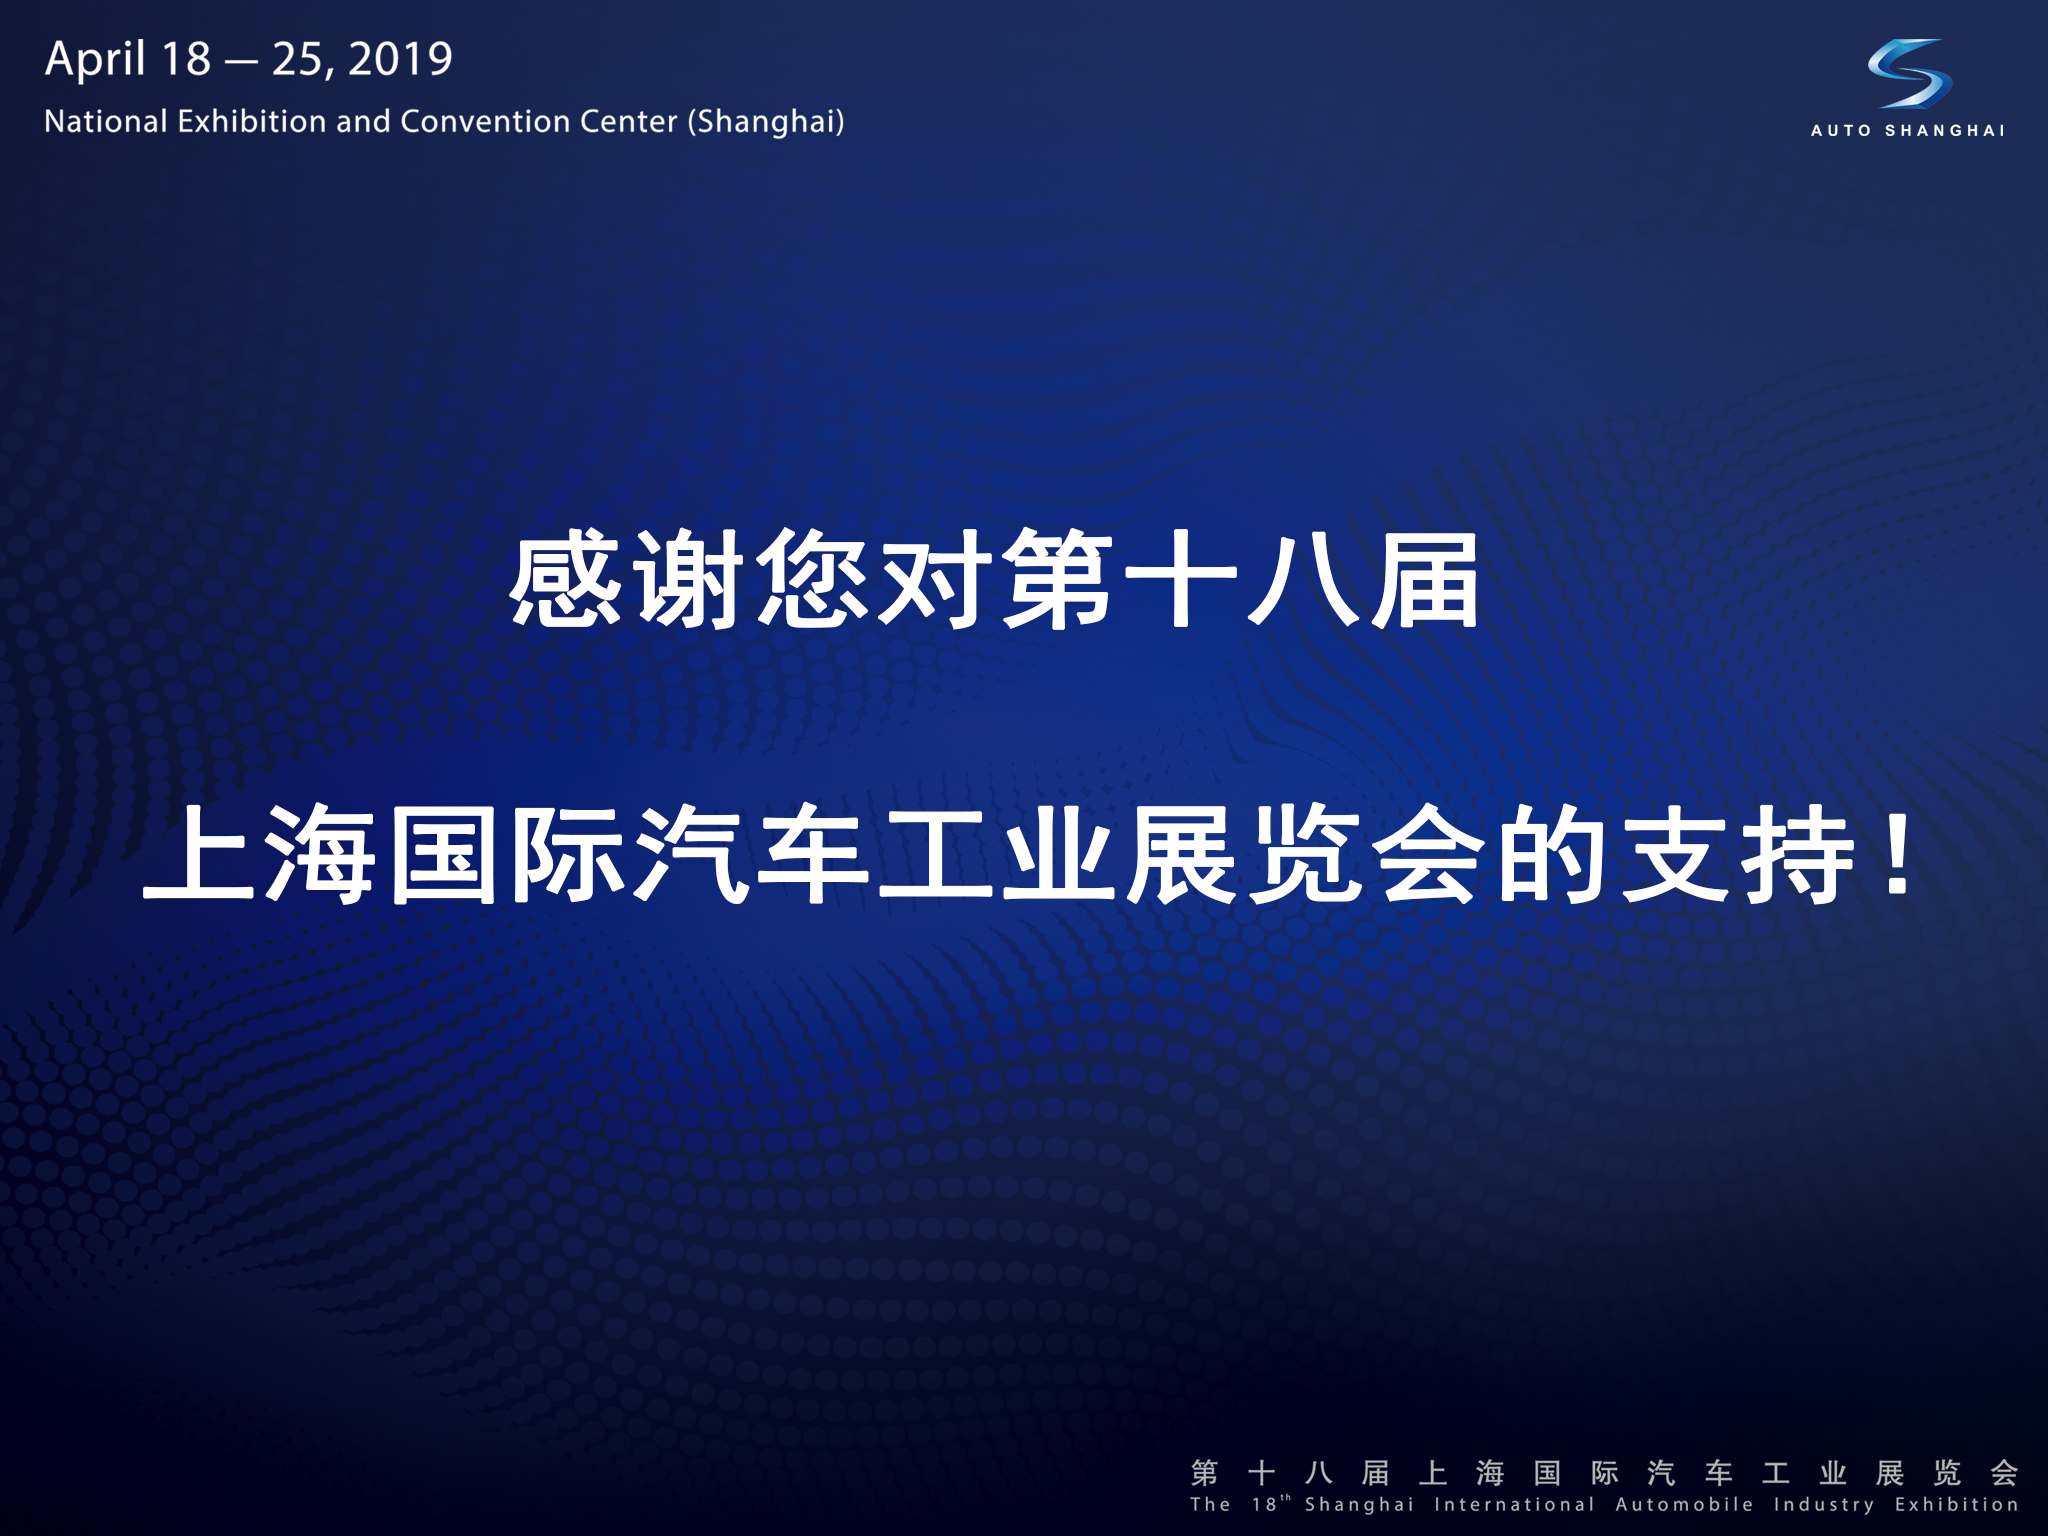 April 18 — 25, 2019
National Exhibition and Convention Center (Shanghai)
AUTO SHANGHAI
感谢您对第十八届
上海国际汽车工业展览会的支持！
第十八届上海国际汽车工业展览会
The 18th Shanghai International Automobile Industry Exhibition